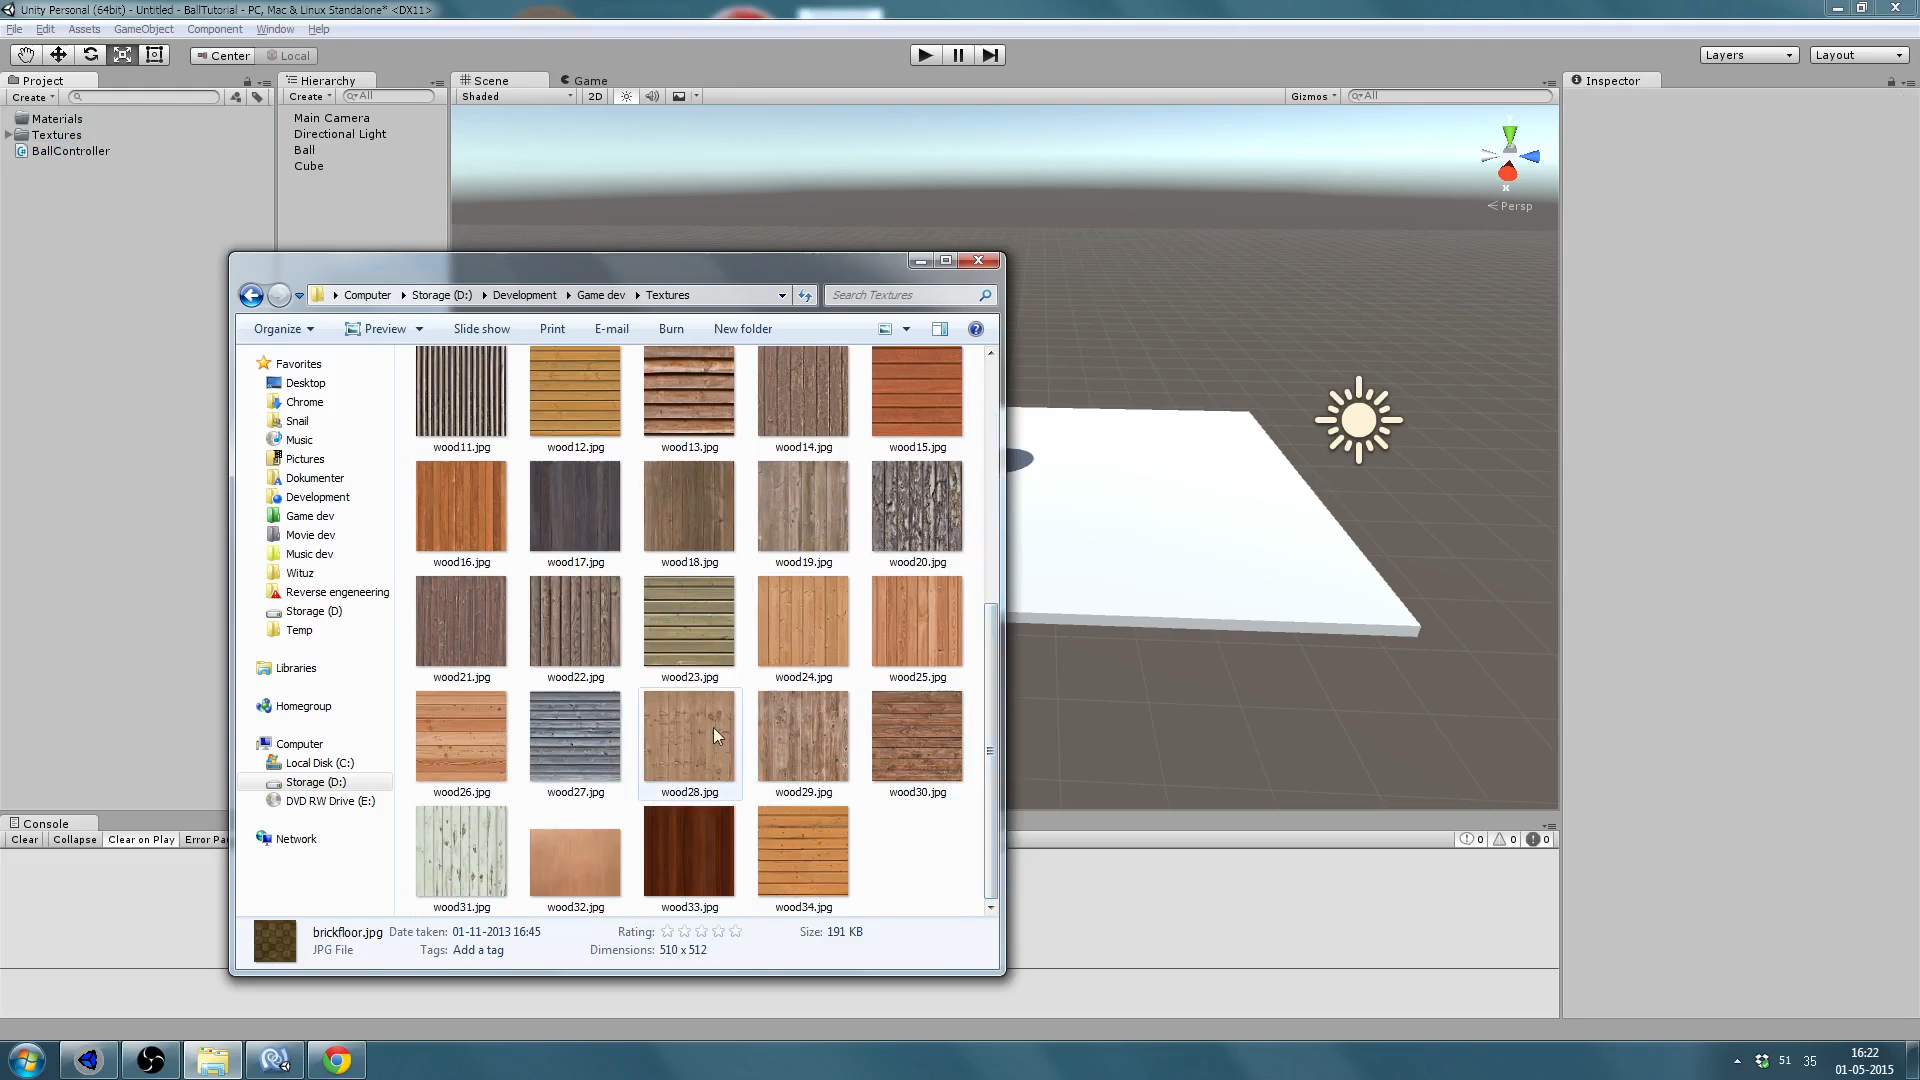 Unity Personal (64bit) - Untitled - BallTutorial - PC, Mac & Linux Standalone* <DX11>
File Edit Assets GameObject Component Window Help
Center Local Layers Layout
Project Hierarchy Scene Game Inspector
Create Create All Shaded 2D Gizmos All
Materials
Textures
BallController
Main Camera
Directional Light
Ball
Cube
y
x
Persp
Computer Storage (D:) Development Game dev Textures Search Textures
Organize Preview Slide show Print E-mail Burn New folder
Favorites
Desktop
Chrome
Snail
Music
Pictures
Dokumenter
Development
Game dev
Movie dev
Music dev
Wituz
Reverse engeneering
Storage (D)
Temp
Libraries
Homegroup
Computer
Local Disk (C:)
Storage (D:)
DVD RW Drive (E:)
Network
wood11.jpg wood12.jpg wood13.jpg wood14.jpg wood15.jpg
wood16.jpg wood17.jpg wood18.jpg wood19.jpg wood20.jpg
wood21.jpg wood22.jpg wood23.jpg wood24.jpg wood25.jpg
wood26.jpg wood27.jpg wood28.jpg wood29.jpg wood30.jpg
wood31.jpg wood32.jpg wood33.jpg wood34.jpg
brickfloor.jpg Date taken: 01-11-2013 16:45 Rating: Size: 191 KB
JPG File Tags: Add a tag Dimensions: 510 x 512
Console
Clear Collapse Clear on Play Error Pau 0 0 0
51 35 16:22
01-05-2015